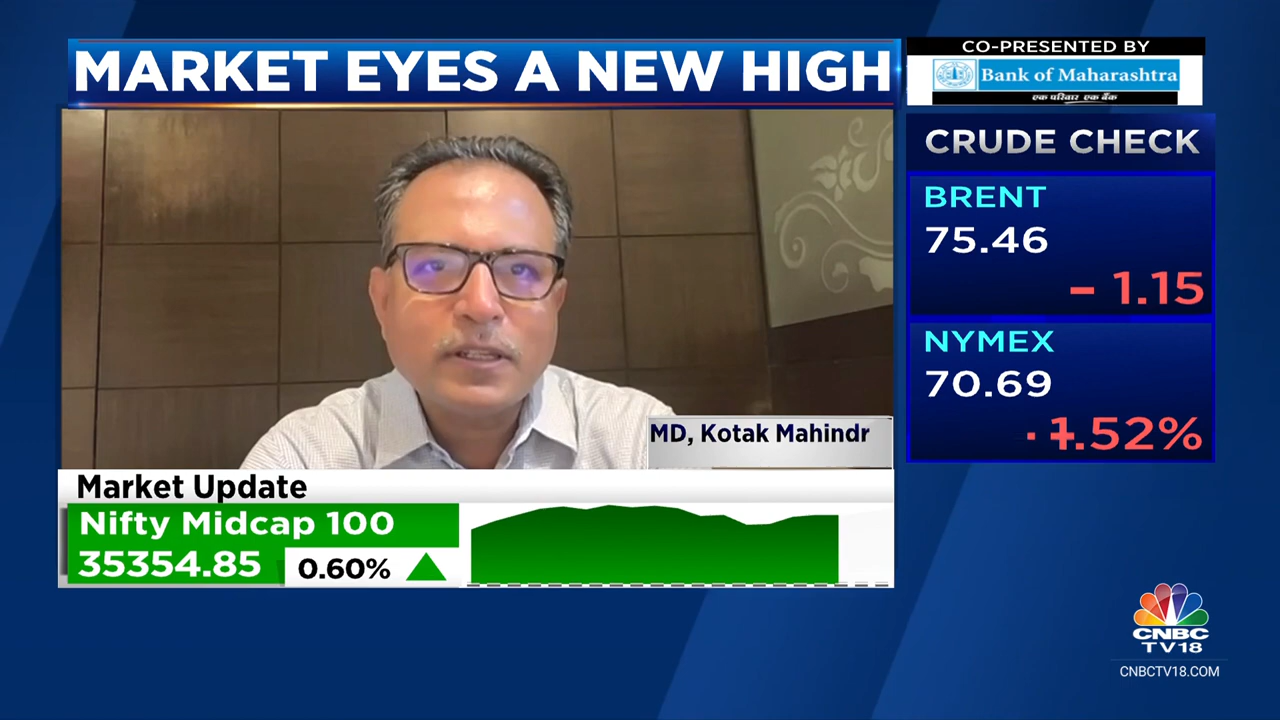 MARKET EYES A NEW HIGH
CO-PRESENTED BY
Bank of Maharashtra
एक परिवार एक बैंक
CRUDE CHECK
BRENT
75.46
- 1.15
NYMEX
70.69
1.52%
MD, Kotak Mahindr
Market Update
Nifty Midcap 100
35354.85
0.60%
CNBC
TV18
CNBCTV18.COM